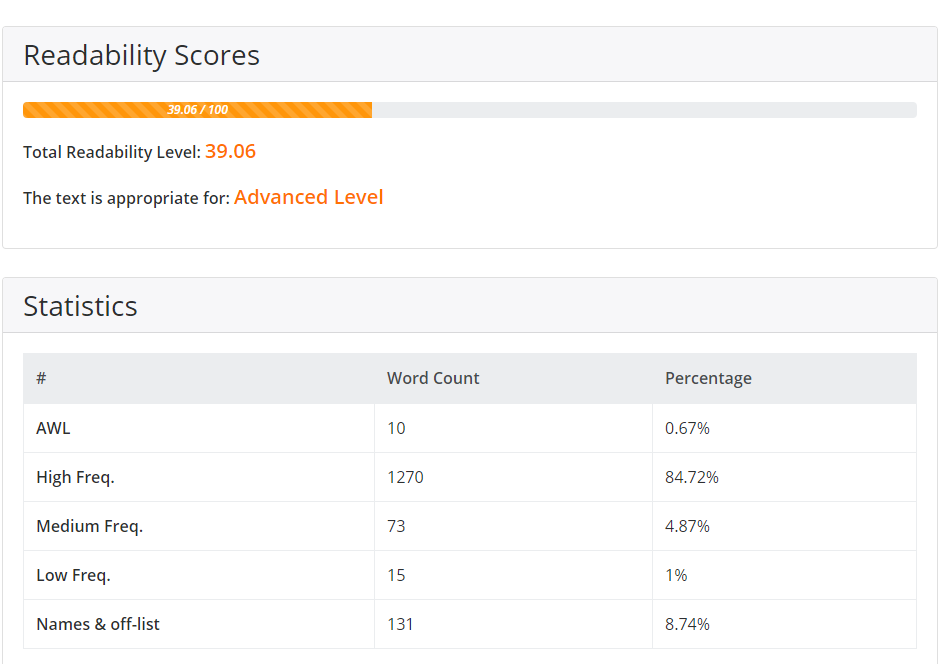 Readability Scores
39.06 / 100
Total Readability Level: 39.06
The text is appropriate for: Advanced Level
Statistics
# Word Count Percentage
AWL 10 0.67%
High Freq. 1270 84.72%
Medium Freq. 73 4.87%
Low Freq. 15 1%
Names & off-list 131 8.74%